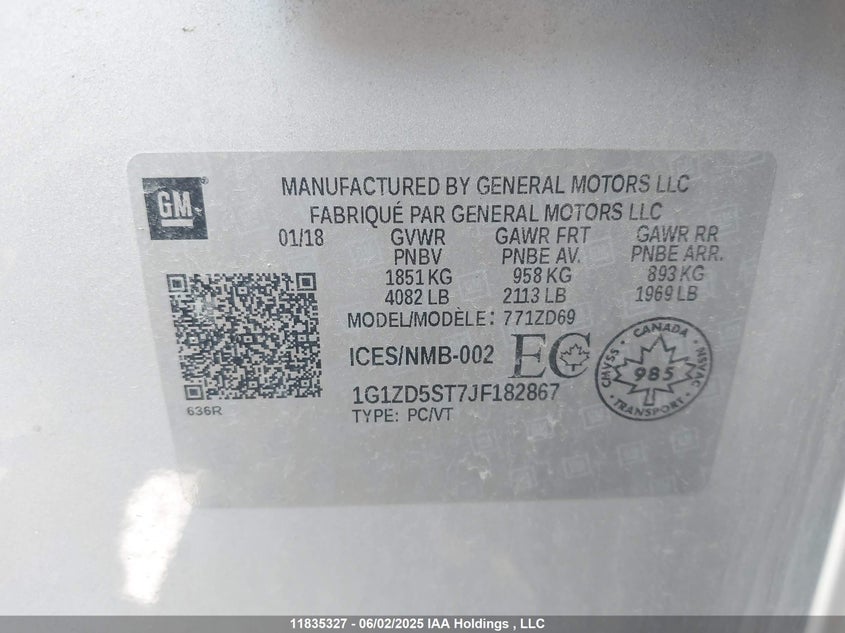 GM
MANUFACTURED BY GENERAL MOTORS LLC
FABRIQUÉ PAR GENERAL MOTORS LLC
01/18 GVWR GAWR FRT GAWR RR
PNBV PNBE AV. PNBE ARR.
1851 KG 958 KG 893 KG
4082 LB 2113 LB 1969 LB
MODEL/MODÈLE: 771ZD69
ICES/NMB-002 EC
CANADA
CMVSS 985 NSVAC
TRANSPORT
1G1ZD5ST7JF182867
636R
TYPE: PC/VT
11835327 - 06/02/2025 IAA Holdings , LLC